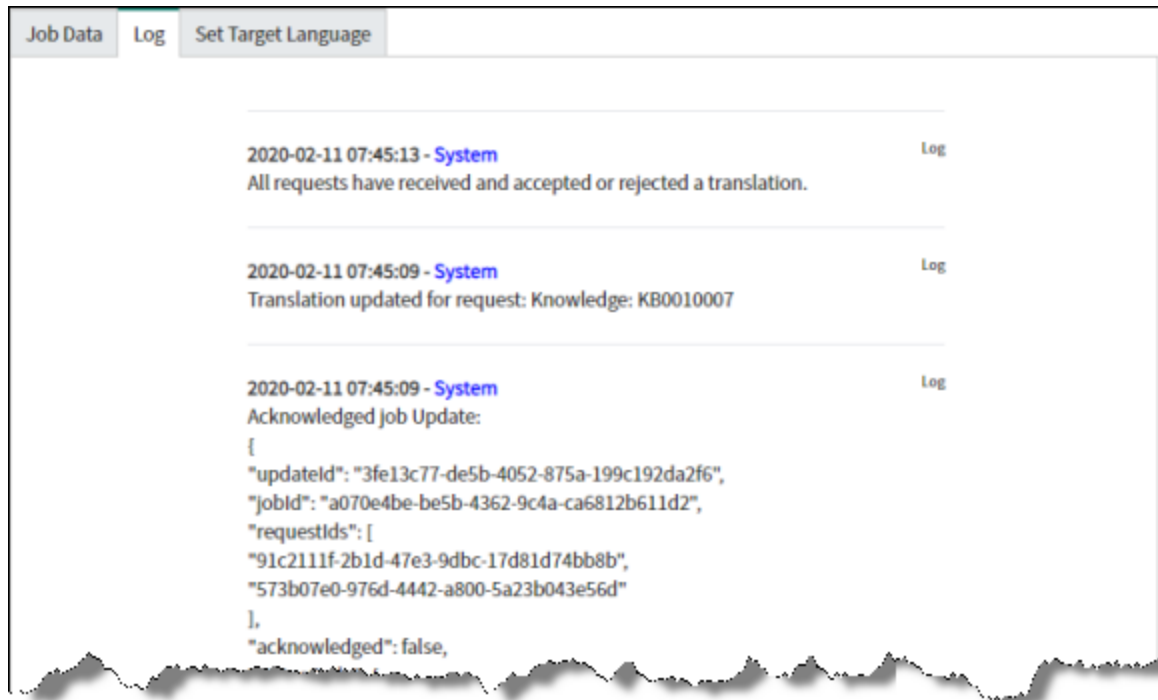 Job Data Log Set Target Language
2020-02-11 07:45:13 - System Log
All requests have received and accepted or rejected a translation.
2020-02-11 07:45:09 - System Log
Translation updated for request: Knowledge: KB0010007
2020-02-11 07:45:09 - System Log
Acknowledged job Update:
{
"updateId": "3fe13c77-de5b-4052-875a-199c192da2f6",
"jobId": "a070e4be-be5b-4362-9c4a-ca6812b611d2",
"requestIds": [
"91c2111f-2b1d-47e3-9dbc-17d81d74bb8b",
"573b07e0-976d-4442-a800-5a23b043e56d"
],
"acknowledged": false,